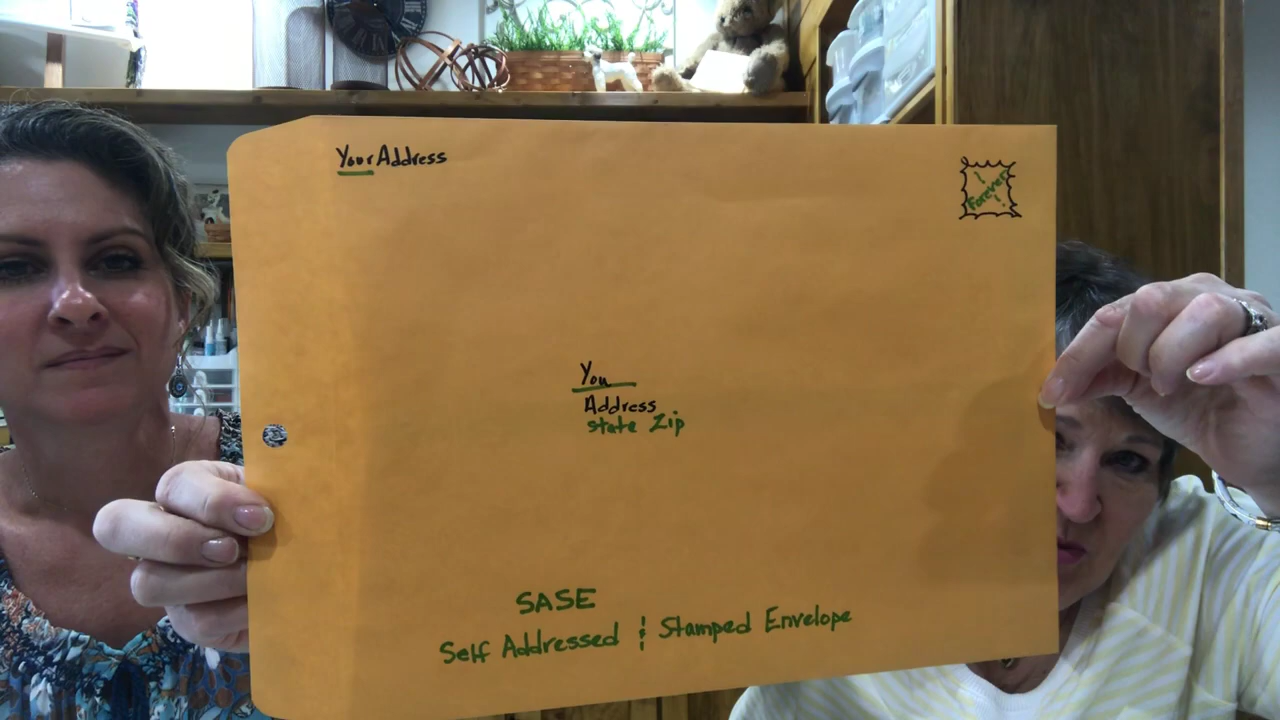 Your Address
Forever
You
Address
state Zip
SASE
Self Addressed & Stamped Envelope